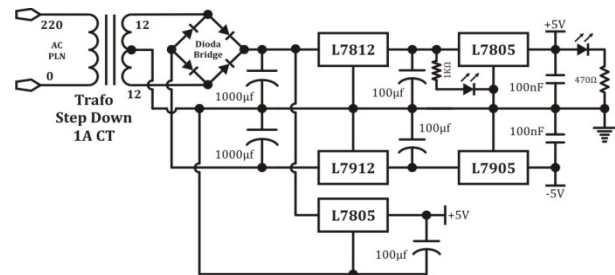 220
AC
PLN
0
Trafo
Step Down
1A CT
12
12
Dioda
Bridge
1000µf
1000µf
L7812
L7912
100µf
100µf
1KΩ
L7805
L7905
+5V
100nF
100nF
-5V
470Ω
L7805
+5V
100µf